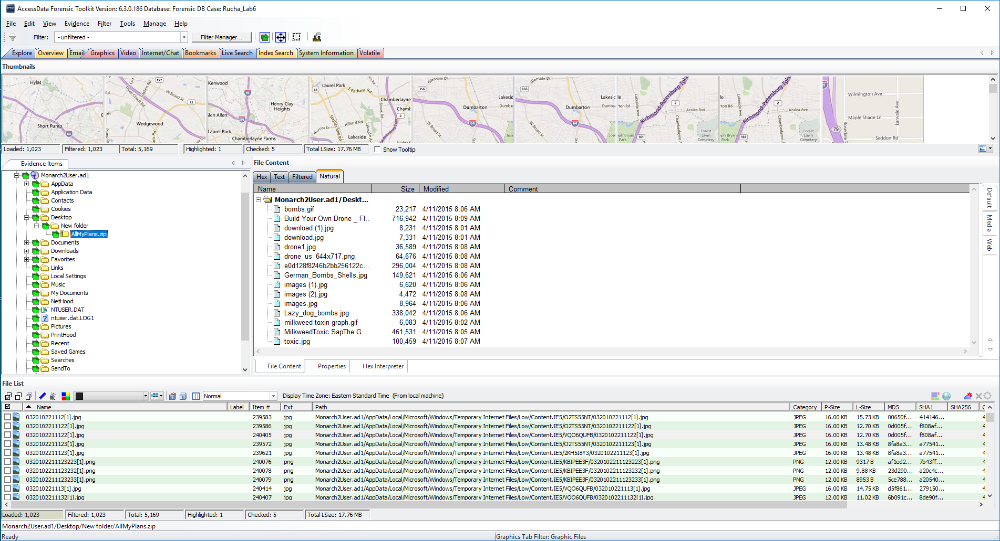 AccessData Forensic Toolkit Version: 6.3.0.186 Database: Forensic DB Case: Rucha_Lab6
File Edit View Evidence Filter Tools Manage Help
Filter: - unfiltered - Filter Manager...
Explore Overview Email Graphics Video Internet/Chat Bookmarks Live Search Index Search System Information Volatile
Thumbnails
Hylas Short Pump 64
157 Three Chopt Rd Gaskins Rd W Broad St 73 Wedgewood
Kenwood 95 Henry Clay Heights Glen Allen 295 Laurel Park Chamberlayne Farms
Laurel Park 33 E Parham Rd Chamberlayne 2 Staples Mill Rd Hilliard Rd Lakeside
Glenside Dr 356 Lakesid Dumbarton 64 W Broad St
Glenside Dr 356 Lakesid Dumbarton 64 W Broad St
Richmond-Petersburg Tpke Lakeside Ave 2 Azalea Ave Chamberlayne Forest Lawn Cemetery Bryan Park 161
Richmond-Petersburg Tpke Lakeside Ave 2 Azalea Ave Chamberlayne Forest Lawn Cemetery Bryan Park 161
Wilmington Ave Maple Shade Ln Lamvale Ave 79 Rosedale Seddon Rd
Loaded: 1,023 Filtered: 1,023 Total: 5,169 Highlighted: 1 Checked: 5 Total LSize: 17.76 MB Show Tooltip
Evidence Items
Monarch2User.ad1
AppData
Application Data
Contacts
Cookies
Desktop
New folder
AllMyPlans.zip
Documents
Downloads
Favorites
Links
Local Settings
Music
My Documents
NetHood
NTUSER.DAT
ntuser.dat.LOG1
Pictures
PrintHood
Recent
Saved Games
Searches
SendTo
File Content
Hex Text Filtered Natural
Name Size Modified Comment
Monarch2User.ad1/Deskt...
bombs.gif 23,217 4/11/2015 8:06 AM
Build Your Own Drone _ Fl.. 716,942 4/11/2015 8:09 AM
download (1).jpg 8,231 4/11/2015 8:01 AM
download.jpg 7,331 4/11/2015 8:01 AM
drone1.jpg 36,589 4/11/2015 8:08 AM
drone_us_644x717.png 64,676 4/11/2015 8:08 AM
e0d128f8246b2bb256122c... 296,004 4/11/2015 8:08 AM
German_Bombs_Shells.jpg 149,621 4/11/2015 8:06 AM
images (1).jpg 6,620 4/11/2015 8:06 AM
images (2).jpg 4,472 4/11/2015 8:08 AM
images.jpg 8,964 4/11/2015 8:06 AM
Lazy_dog_bombs.jpg 338,042 4/11/2015 8:06 AM
milkweed toxin graph.gif 6,083 4/11/2015 8:02 AM
MilkweedToxic SapThe G... 461,531 4/11/2015 8:05 AM
toxic.jpg 100,459 4/11/2015 8:07 AM
Default
Media
Web
File Content Properties Hex Interpreter
File List
Normal Display Time Zone: Eastern Standard Time (From local machine)
Name Label Item # Ext Path Category P-Size L-Size MD5 SHA1 SHA256 C
032010221112[1].jpg 239583 jpg Monarch2User.ad1/AppData/Local/Microsoft/Windows/Temporary Internet Files/Low/Content.IE5/O2TS55NT/032010221112[1].jpg JPEG 16.00 KB 15.73 KB 00650f... 414146... 4
0320102211122[1].jpg 239586 jpg Monarch2User.ad1/AppData/Local/Microsoft/Windows/Temporary Internet Files/Low/Content.IE5/O2TS55NT/0320102211122[1].jpg JPEG 16.00 KB 12.70 KB 0d005f... f808af... 4
0320102211122[1].jpg 240405 jpg Monarch2User.ad1/AppData/Local/Microsoft/Windows/Temporary Internet Files/Low/Content.IE5/VQO6QUFB/0320102211122[1].jpg JPEG 16.00 KB 12.70 KB 0d005f... f808af... 4
0320102211123[1].jpg 239572 jpg Monarch2User.ad1/AppData/Local/Microsoft/Windows/Temporary Internet Files/Low/Content.IE5/O2TS55NT/0320102211123[1].jpg JPEG 16.00 KB 13.48 KB 8fa8a3... a77541... 4
0320102211123[1].jpg 239621 jpg Monarch2User.ad1/AppData/Local/Microsoft/Windows/Temporary Internet Files/Low/Content.IE5/2KH5I8Y3/0320102211123[1].jpg JPEG 16.00 KB 13.48 KB 8fa8a3... a77541... 4
0320102211123223[1].png 240076 png Monarch2User.ad1/AppData/Local/Microsoft/Windows/Temporary Internet Files/Low/Content.IE5/KBIPEE3F/0320102211123223[1].png PNG 12.00 KB 9317 B af1ed2... 7b43ff... 4
0320102211123232[1].png 240078 png Monarch2User.ad1/AppData/Local/Microsoft/Windows/Temporary Internet Files/Low/Content.IE5/KBIPEE3F/0320102211123232[1].png PNG 12.00 KB 9.88 KB 23d290... a20c4c... 4
0320102211123233[1].png 240079 png Monarch2User.ad1/AppData/Local/Microsoft/Windows/Temporary Internet Files/Low/Content.IE5/KBIPEE3F/0320102211123233[1].png PNG 12.00 KB 8953 B 5ce788... a20540... 4
032010221113[1].jpg 240414 jpg Monarch2User.ad1/AppData/Local/Microsoft/Windows/Temporary Internet Files/Low/Content.IE5/VQO6QUFB/032010221113[1].jpg JPEG 16.00 KB 14.75 KB d5f861... 279150... 4
0320102211132[1].jpg 240407 jpg Monarch2User.ad1/AppData/Local/Microsoft/Windows/Temporary Internet Files/Low/Content.IE5/VQO6QUFB/0320102211132[1].jpg JPEG 12.00 KB 11.02 KB 6b091c... 8de90f... 4
Loaded: 1,023 Filtered: 1,023 Total: 5,169 Highlighted: 1 Checked: 5 Total LSize: 17.76 MB
Monarch2User.ad1/Desktop/New folder/AllMyPlans.zip
Ready Graphics Tab Filter: Graphic Files